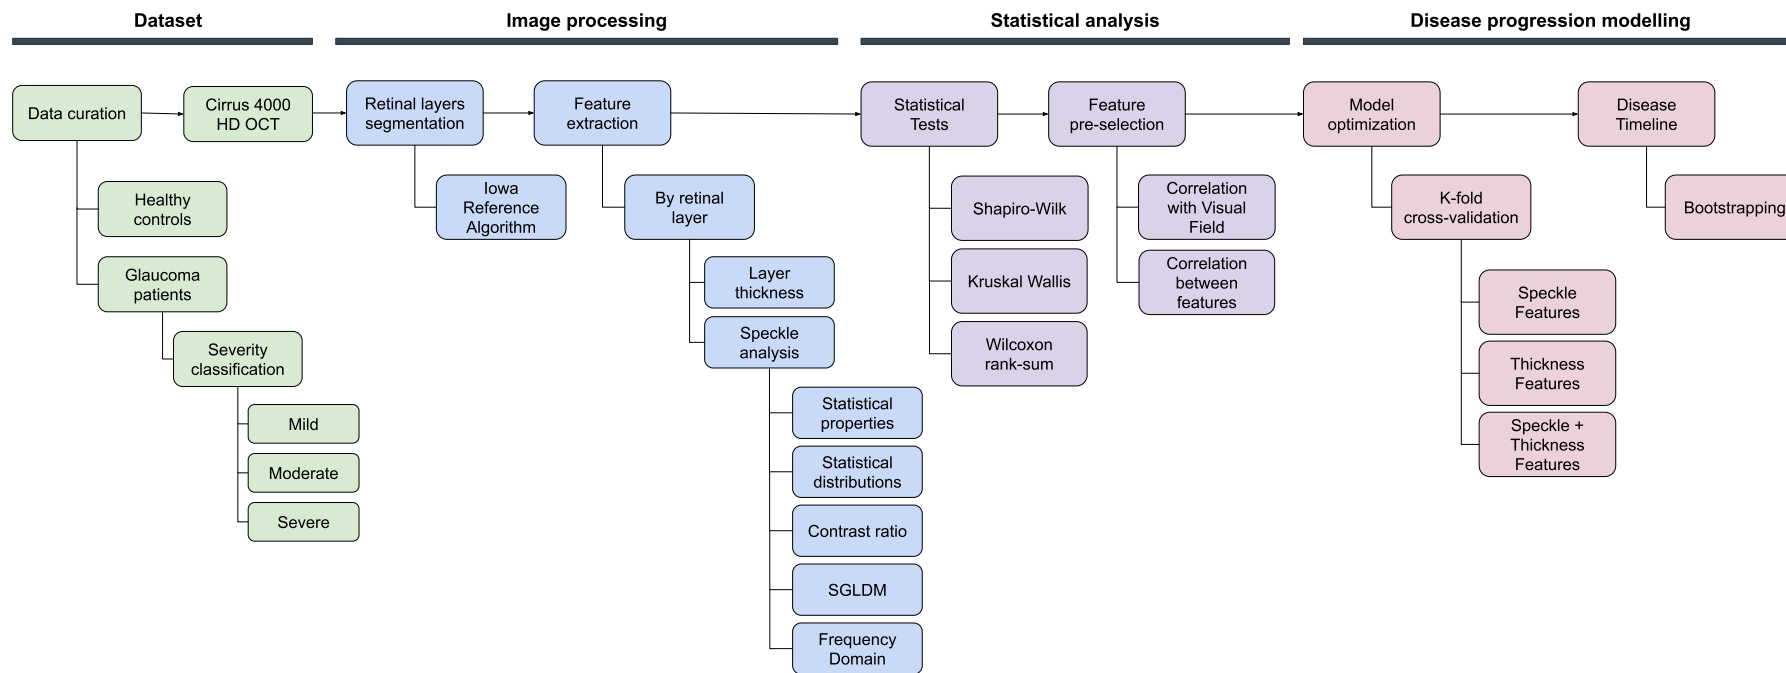 Dataset
Image processing
Statistical analysis
Disease progression modelling
Data curation
Cirrus 4000
HD OCT
Retinal layers
segmentation
Feature
extraction
Statistical
Tests
Feature
pre-selection
Model
optimization
Disease
Timeline
Healthy
controls
Glaucoma
patients
Severity
classification
Mild
Moderate
Severe
Iowa
Reference
Algorithm
By retinal
layer
Layer
thickness
Speckle
analysis
Statistical
properties
Statistical
distributions
Contrast ratio
SGLDM
Frequency
Domain
Shapiro-Wilk
Kruskal Wallis
Wilcoxon
rank-sum
Correlation
with Visual
Field
Correlation
between
features
K-fold
cross-validation
Speckle
Features
Thickness
Features
Speckle +
Thickness
Features
Bootstrapping